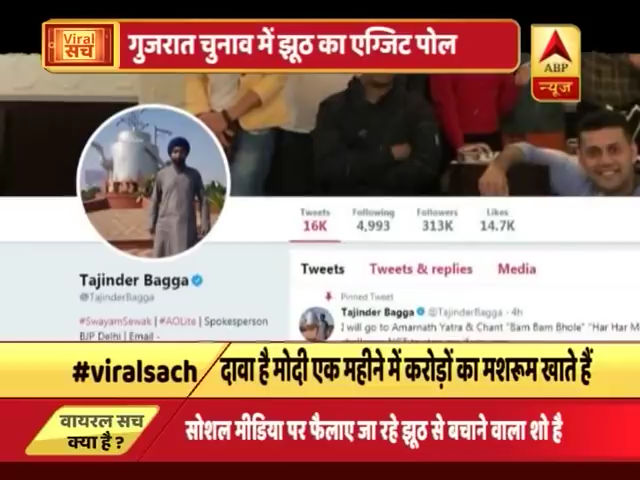 Viral
सच
गुजरात चुनाव में झूठ का एग्जिट पोल
ABP
न्यूज़
Tweets
16K
Following
4,993
Followers
313K
Likes
14.7K
Tajinder Bagga
@TajinderBagga
#SwayamSewak | #AOLite | Spokesperson
BJP Delhi | Email -
Tweets Tweets & replies Media
Pinned Tweet
Tajinder Bagga @TajinderBagga · 4h
I will go to Amarnath Yatra & Chant "Bam Bam Bhole" "Har Har M
#viralsach दावा है मोदी एक महीने में करोड़ों का मशरूम खाते हैं
वायरल सच
क्या है ?
सोशल मीडिया पर फैलाए जा रहे झूठ से बचाने वाला शो है